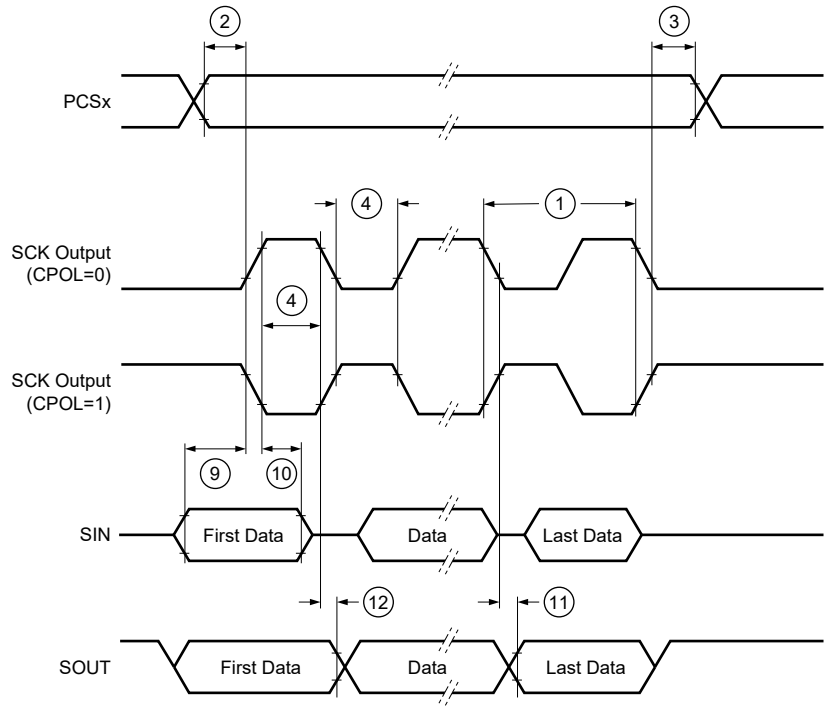 2
3
PCSx
4
1
SCK Output
(CPOL=0)
4
SCK Output
(CPOL=1)
9
10
SIN
First Data
Data
Last Data
12
11
SOUT
First Data
Data
Last Data